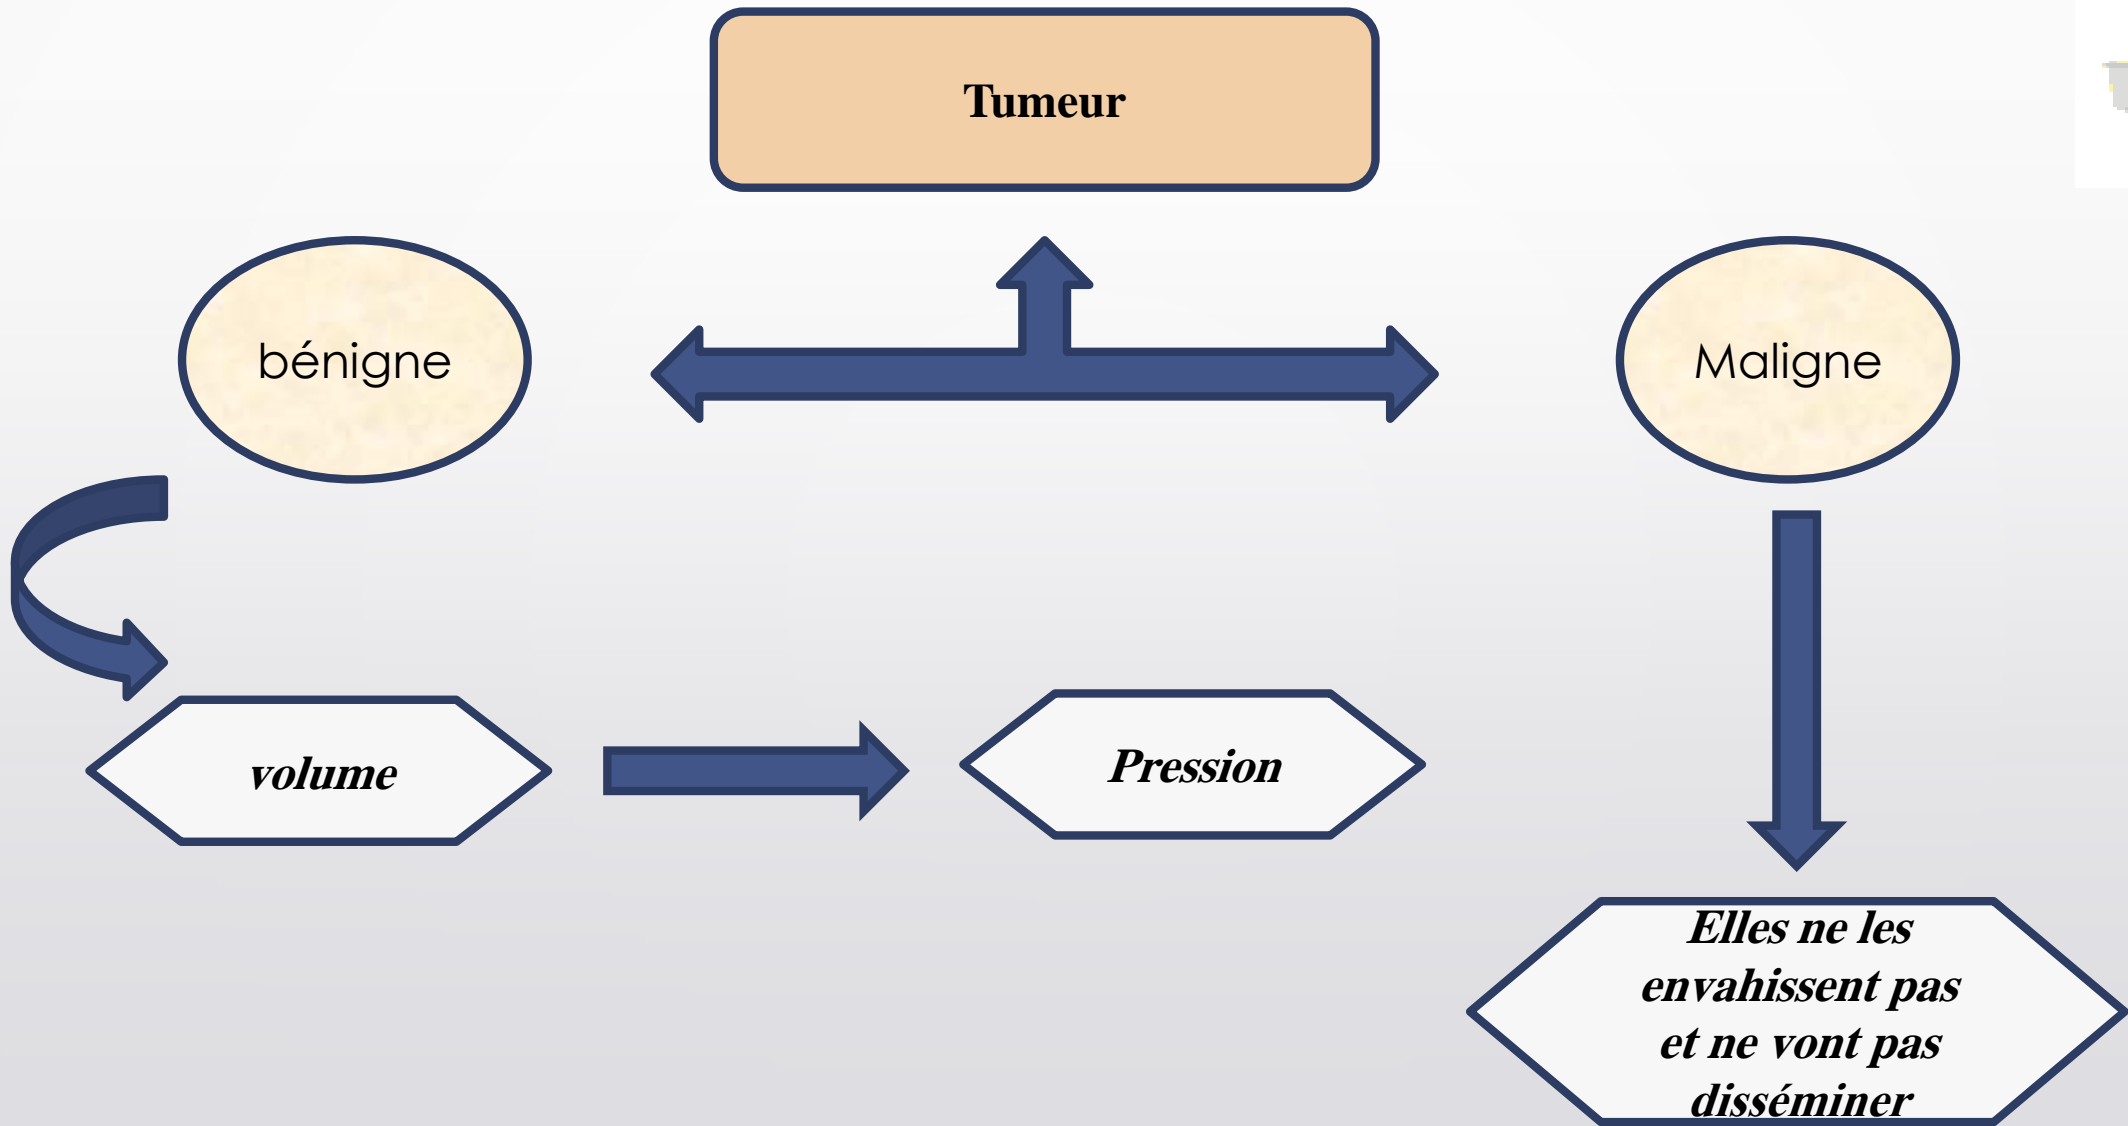 Tumeur
bénigne
Maligne
volume
Pression
Elles ne les
envahissent pas
et ne vont pas
disséminer